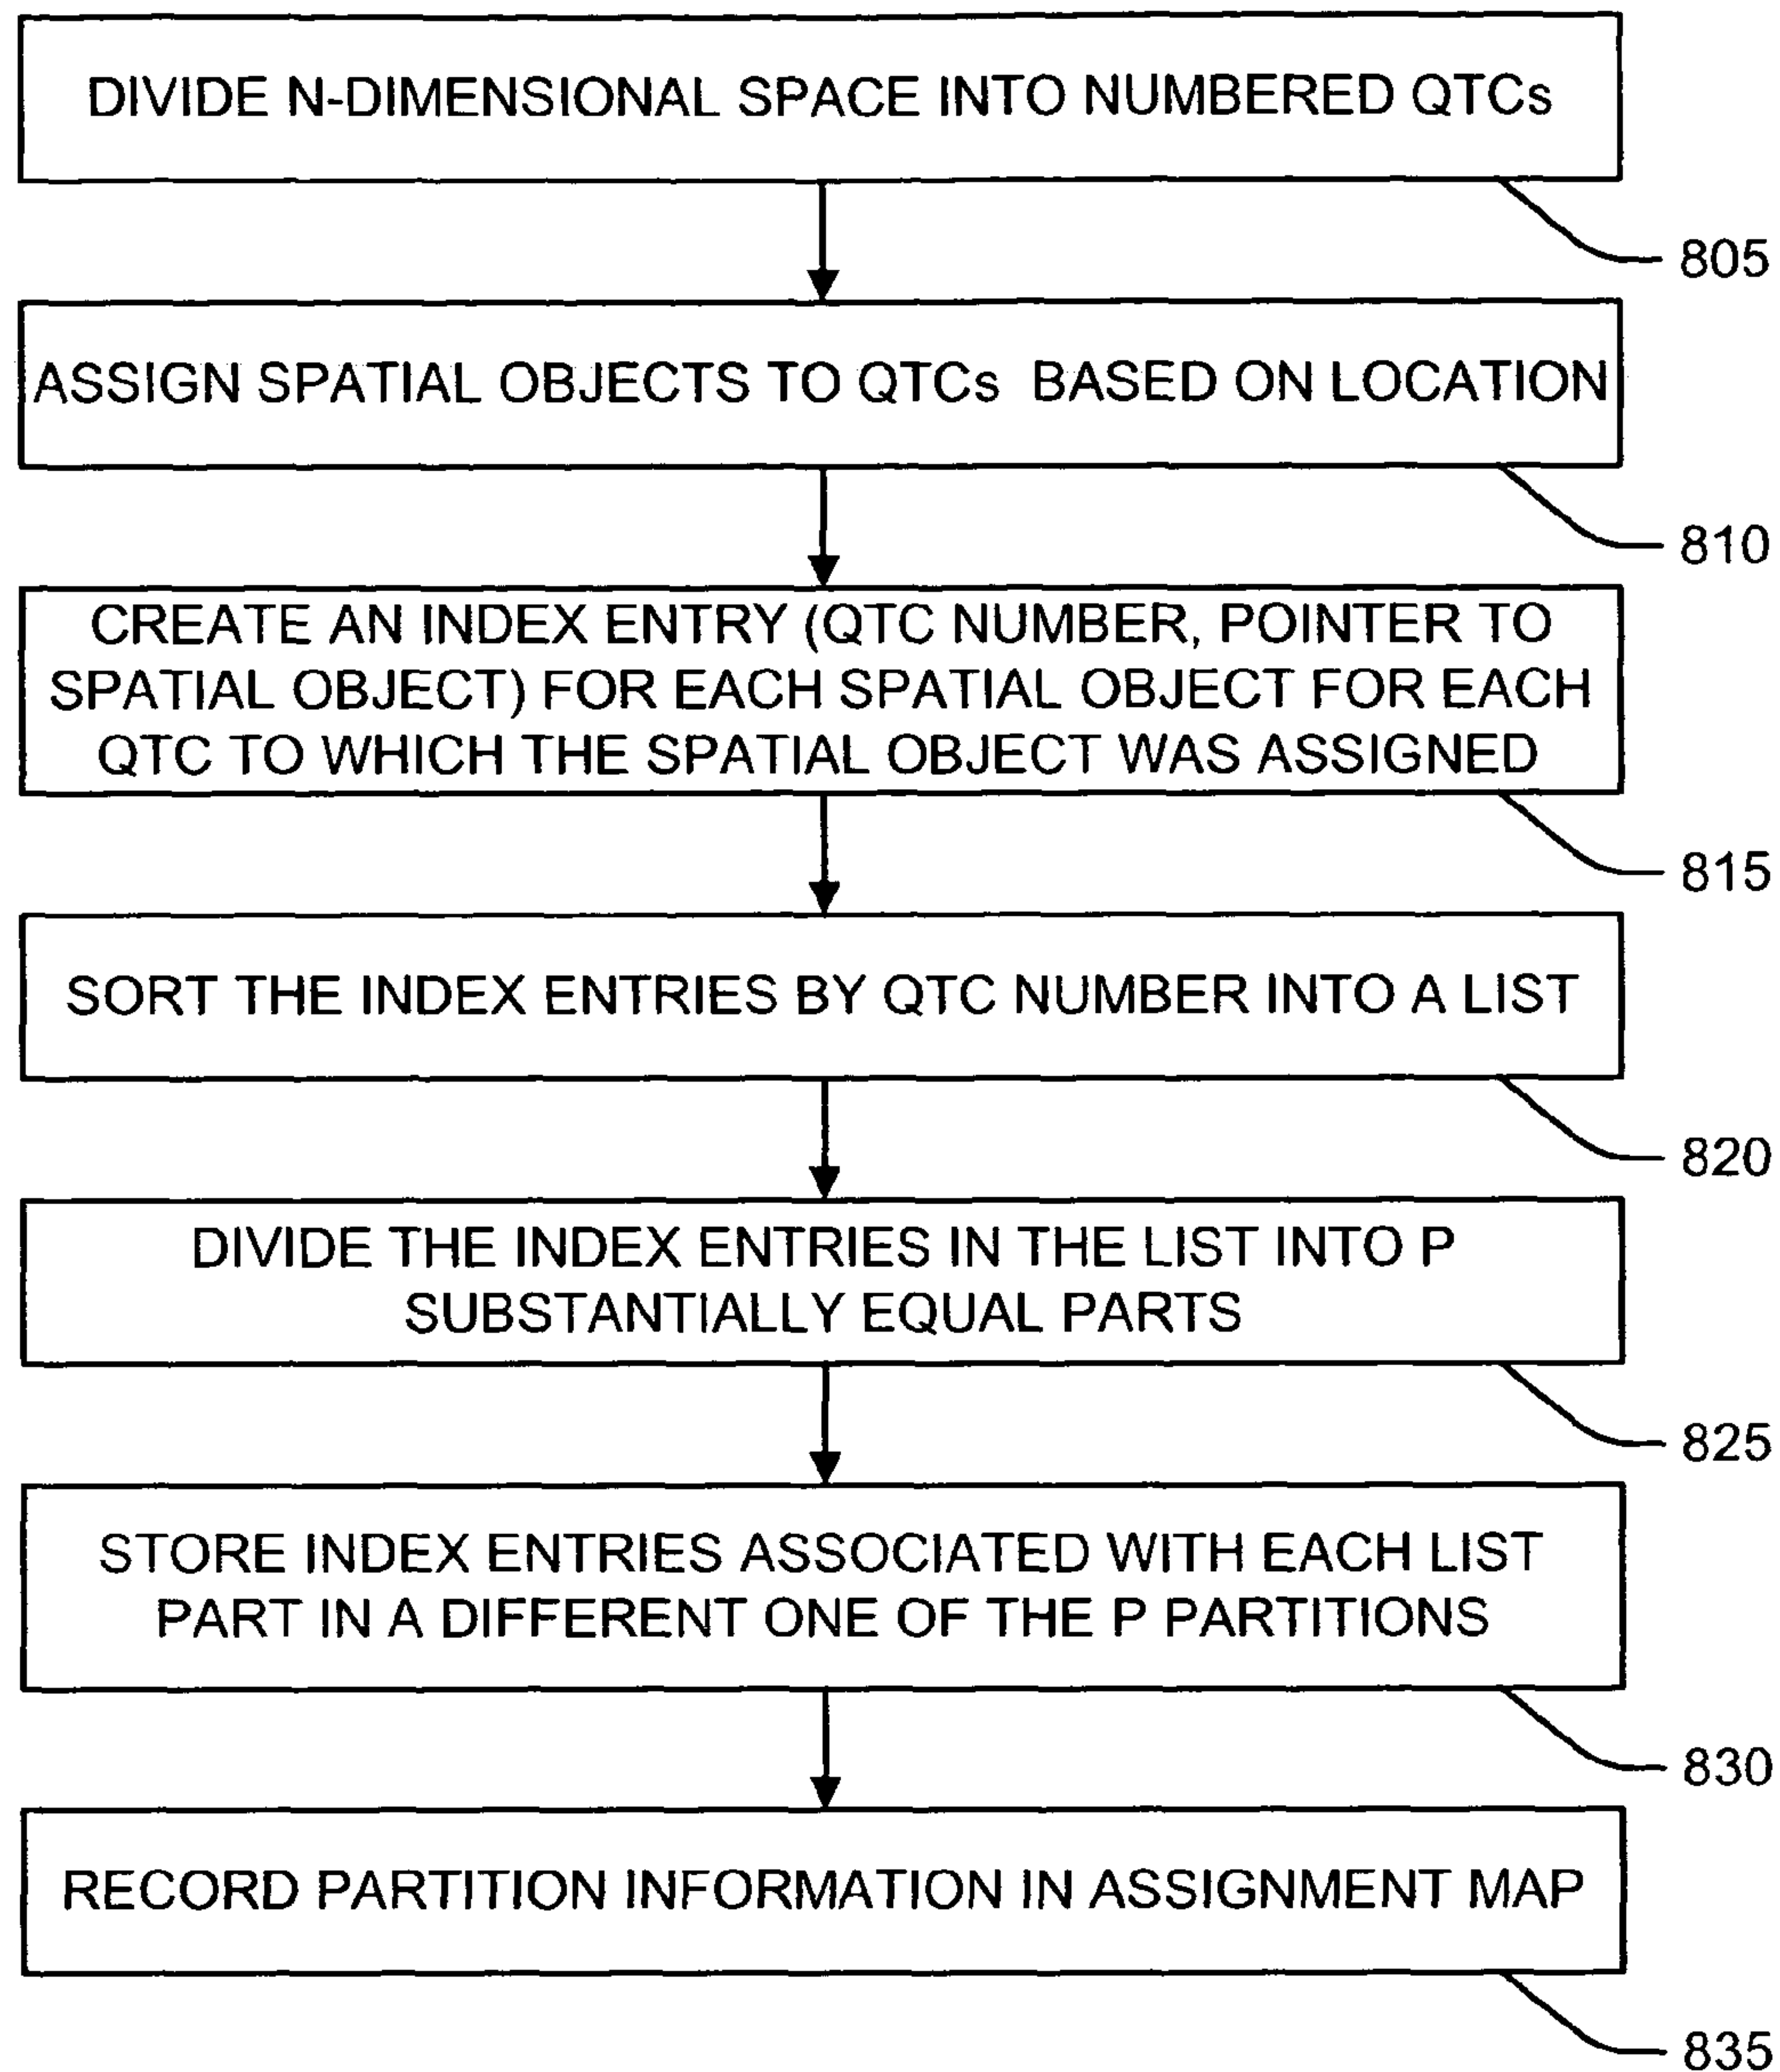 DIVIDE N-DIMENSIONAL SPACE INTO NUMBERED QTCs
805
ASSIGN SPATIAL OBJECTS TO QTCs BASED ON LOCATION
810
CREATE AN INDEX ENTRY (QTC NUMBER, POINTER TO
SPATIAL OBJECT) FOR EACH SPATIAL OBJECT FOR EACH
QTC TO WHICH THE SPATIAL OBJECT WAS ASSIGNED
815
SORT THE INDEX ENTRIES BY QTC NUMBER INTO A LIST
820
DIVIDE THE INDEX ENTRIES IN THE LIST INTO P
SUBSTANTIALLY EQUAL PARTS
825
STORE INDEX ENTRIES ASSOCIATED WITH EACH LIST
PART IN A DIFFERENT ONE OF THE P PARTITIONS
830
RECORD PARTITION INFORMATION IN ASSIGNMENT MAP
835